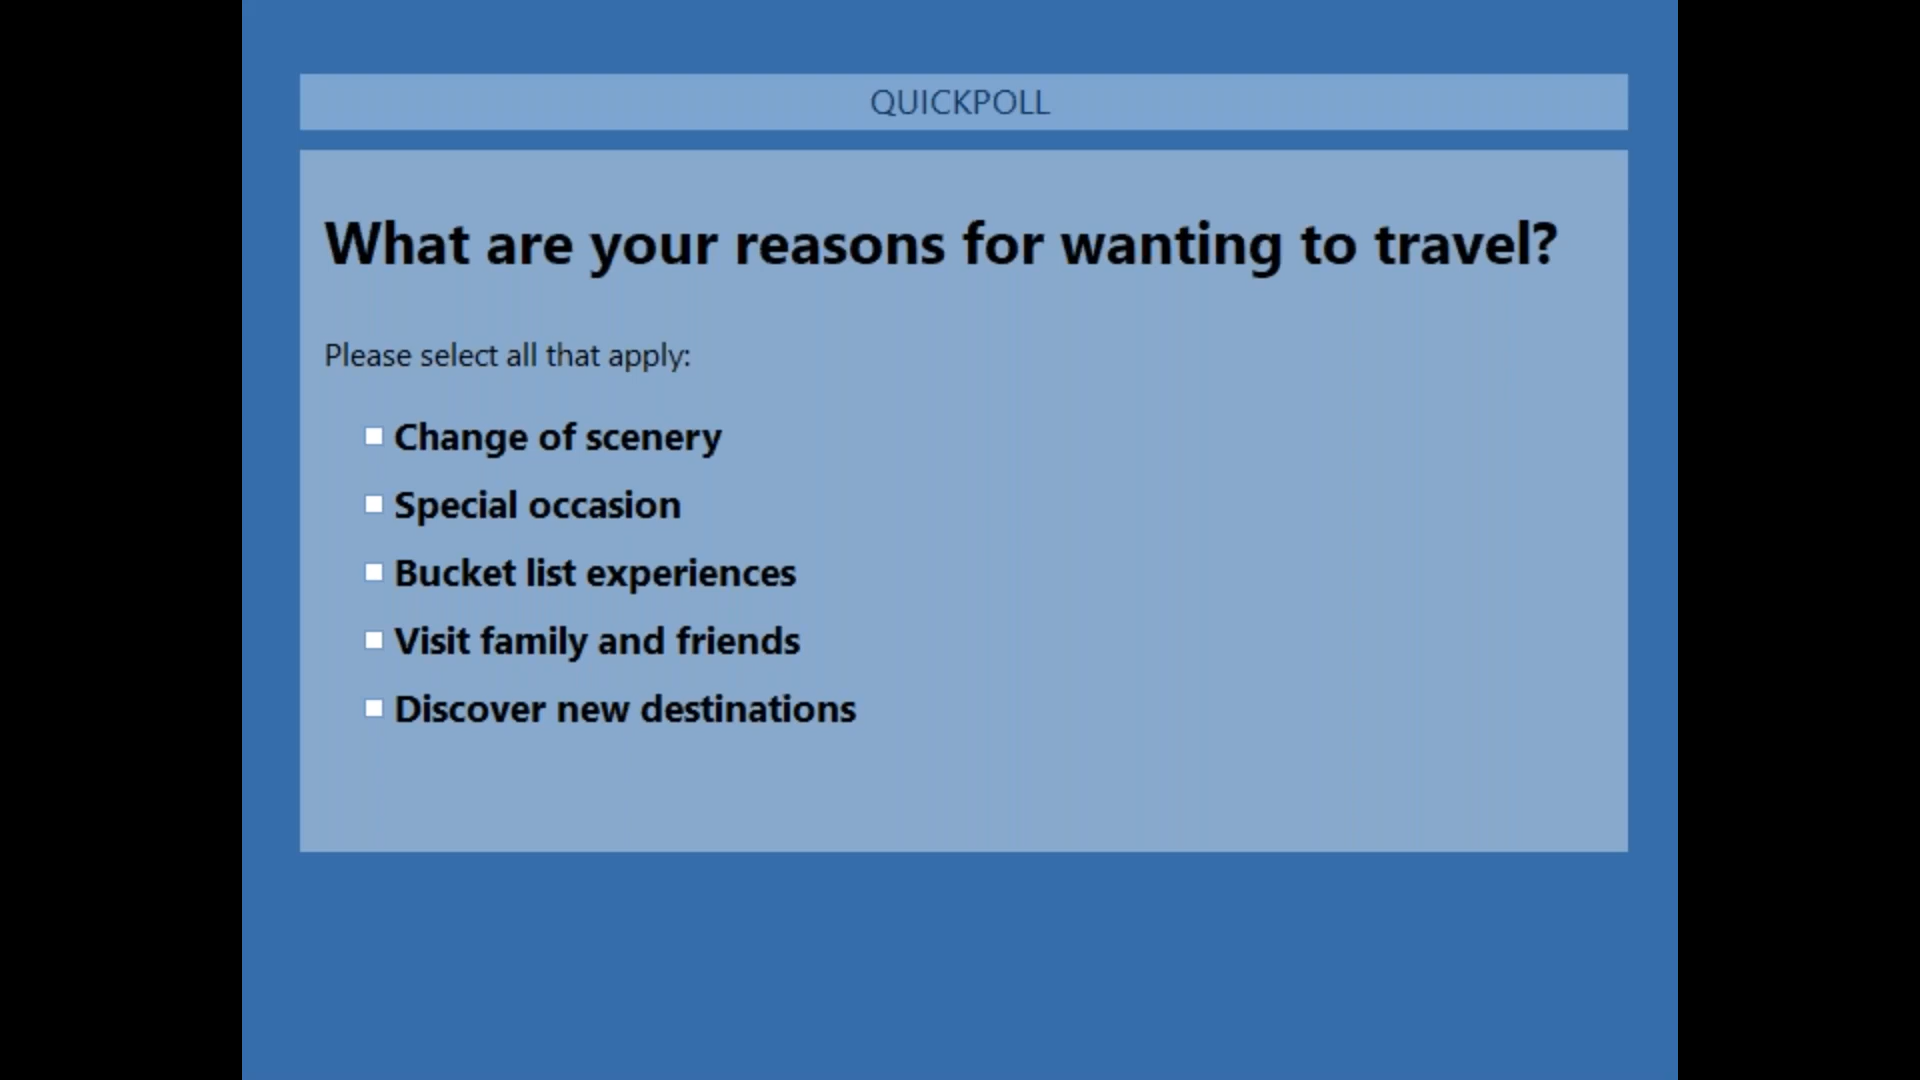 QUICKPOLL
What are your reasons for wanting to travel?
Please select all that apply:
Change of scenery
Special occasion
Bucket list experiences
Visit family and friends
Discover new destinations